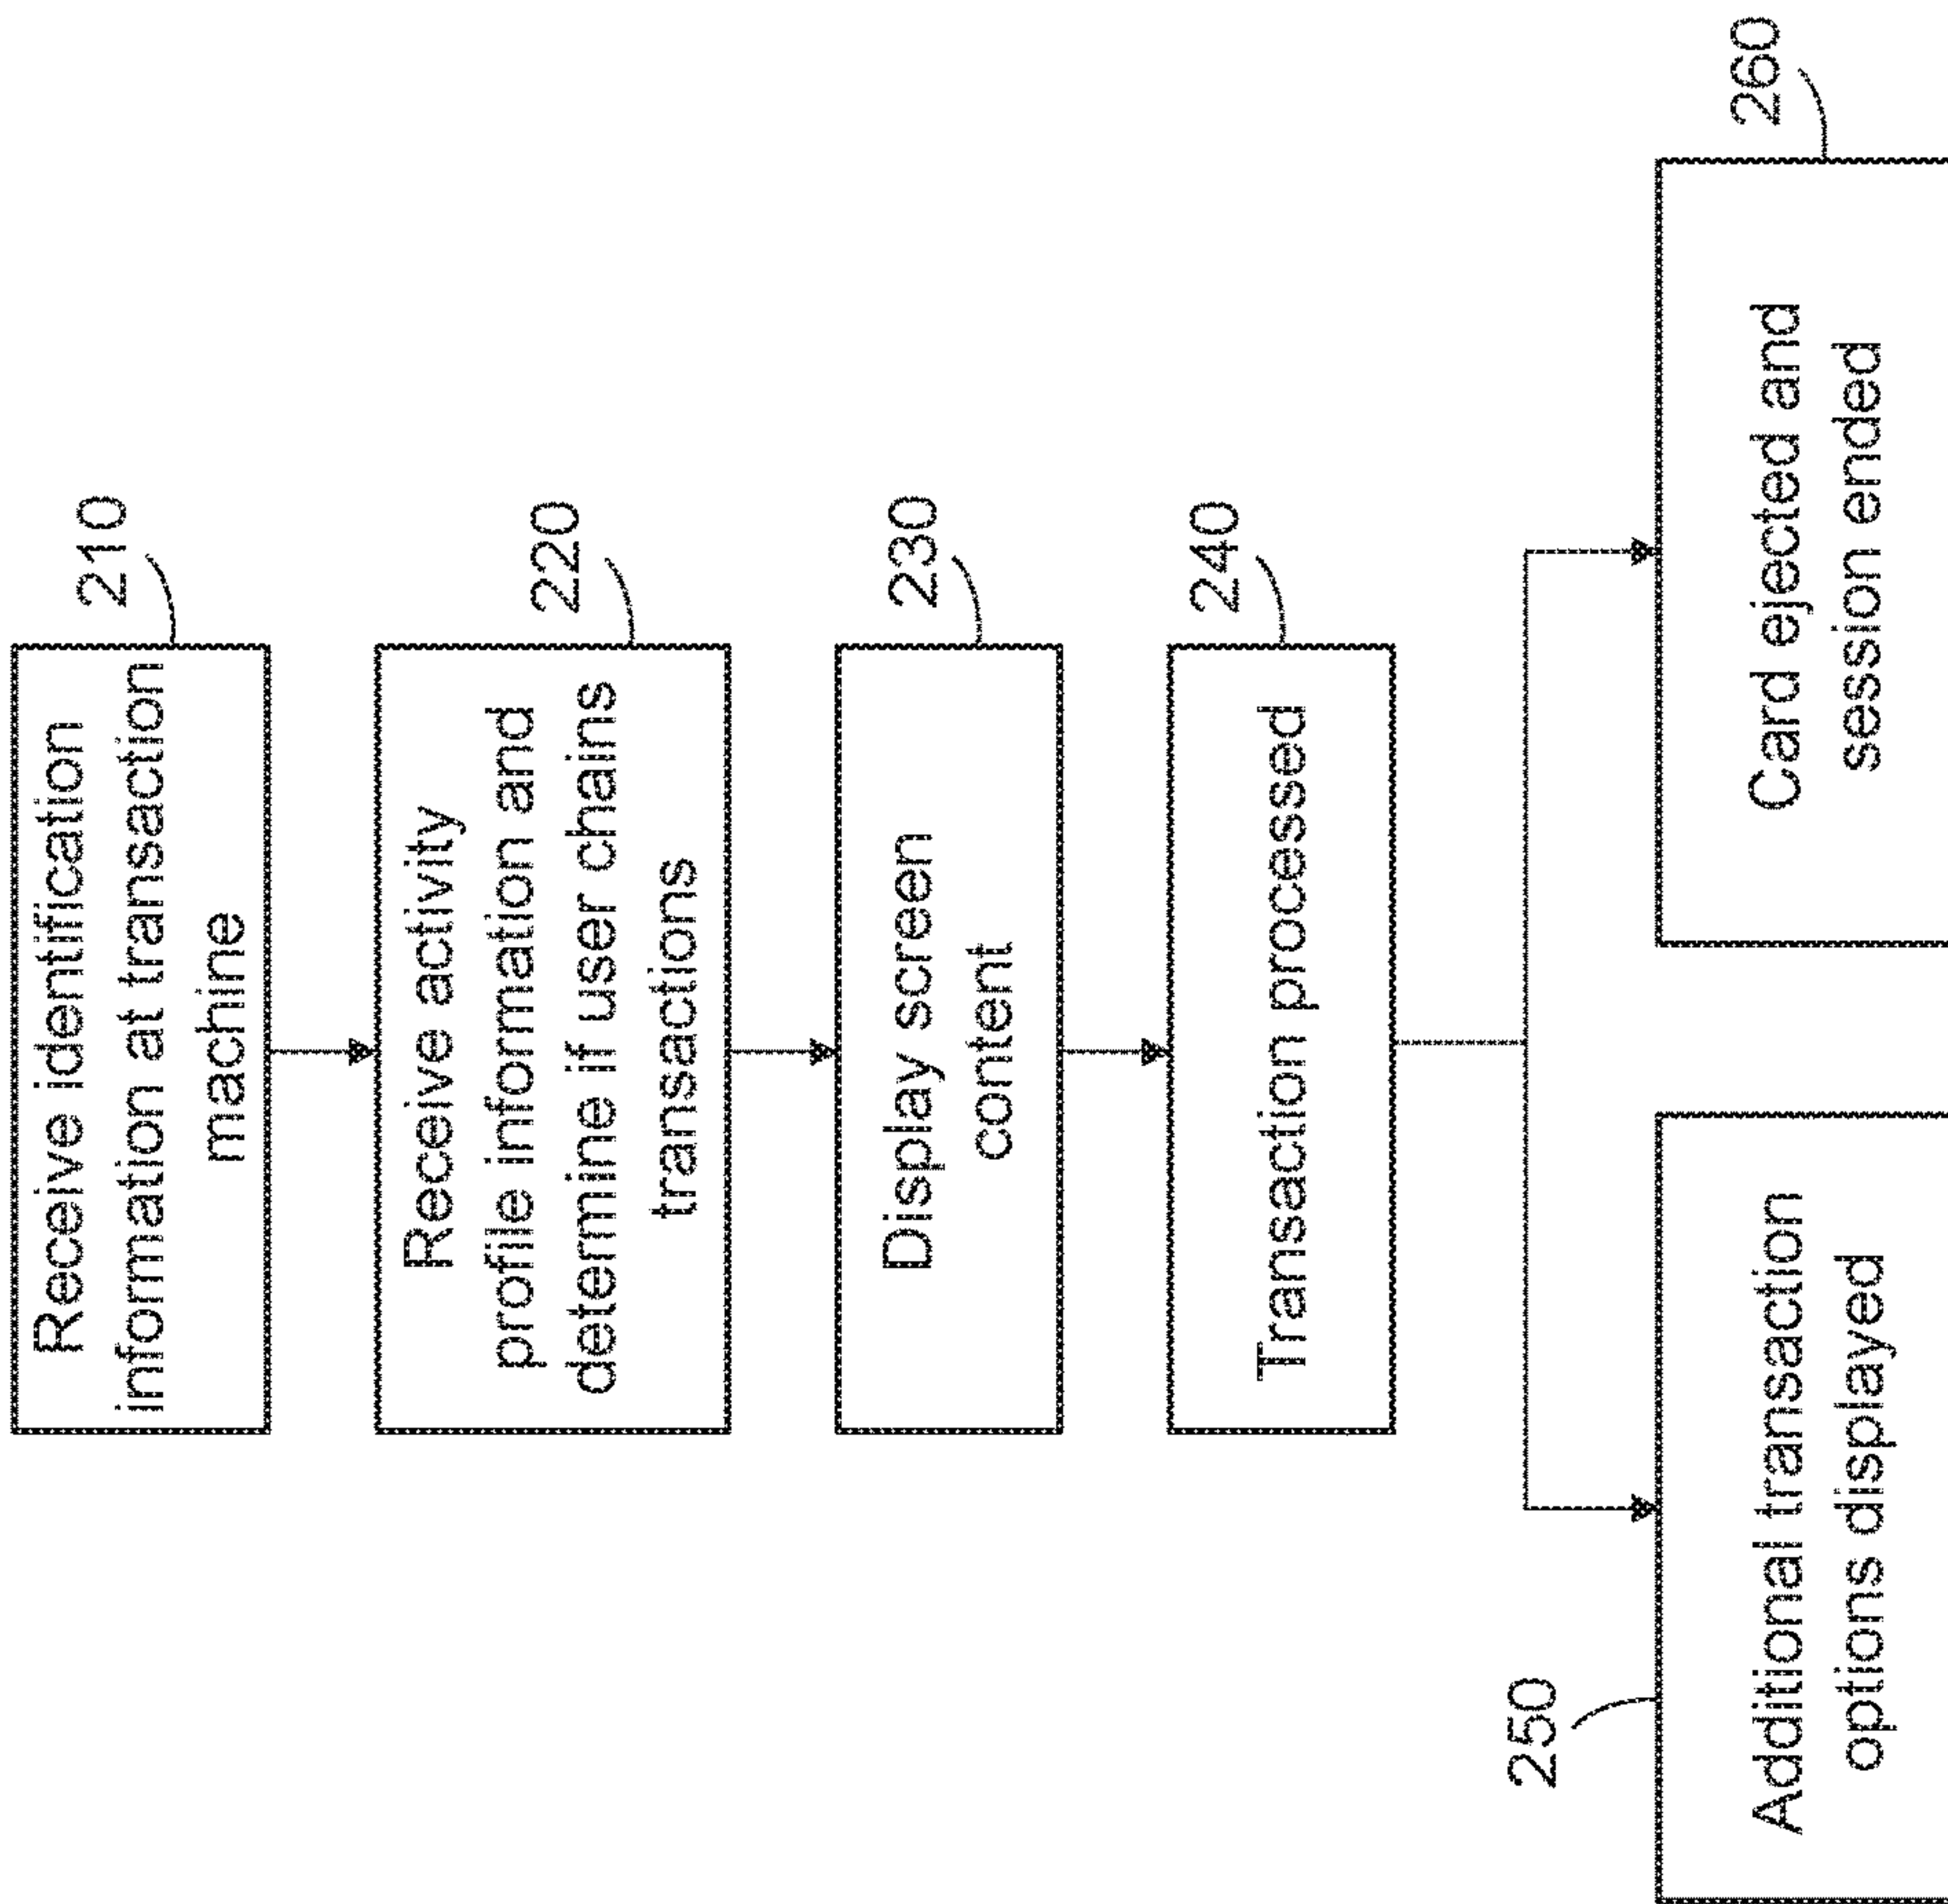 Receive identification
information at transaction
machine
210
Receive activity
profile information and
determine if user chains
transactions
220
Display screen
content
230
Transaction processed
240
250
Additional transaction
options displayed
260
Card ejected and
session ended